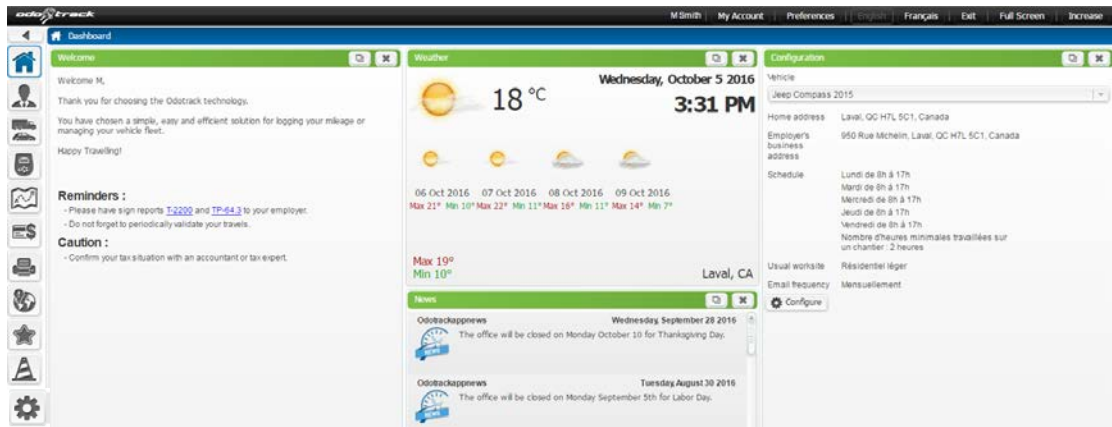 odotrack
M Smith My Account Preferences English Français Exit Full Screen Increase
Dashboard
Welcome
Welcome M,
Thank you for choosing the Odotrack technology.
You have chosen a simple, easy and efficient solution for logging your mileage or
managing your vehicle fleet.
Happy Travelling!
Reminders :
- Please have sign reports T-2200 and TP-64.3 to your employer.
- Do not forget to periodically validate your travels.
Caution :
- Confirm your tax situation with an accountant or tax expert.
Weather
Wednesday, October 5 2016
18 °C
3:31 PM
06 Oct 2016 07 Oct 2016 08 Oct 2016 09 Oct 2016
Max 21° Min 10° Max 22° Min 11° Max 16° Min 11° Max 14° Min 7°
Max 19°
Min 10°
Laval, CA
News
Odotrackappnews Wednesday, September 28 2016
The office will be closed on Monday October 10 for Thanksgiving Day.
NEWS
Odotrackappnews Tuesday, August 30 2016
The office will be closed on Monday September 5th for Labor Day.
NEWS
Configuration
Vehicle
Jeep Compass 2015
Home address Laval, QC H7L 5C1, Canada
Employer's
business
address
950 Rue Michelin, Laval, QC H7L 5C1, Canada
Schedule Lundi de 8h à 17h
Mardi de 8h à 17h
Mercredi de 8h à 17h
Jeudi de 8h à 17h
Vendredi de 8h à 17h
Nombre d'heures minimales travaillées sur
un chantier : 2 heures
Usual worksite Résidentiel léger
Email frequency Mensuellement
Configure